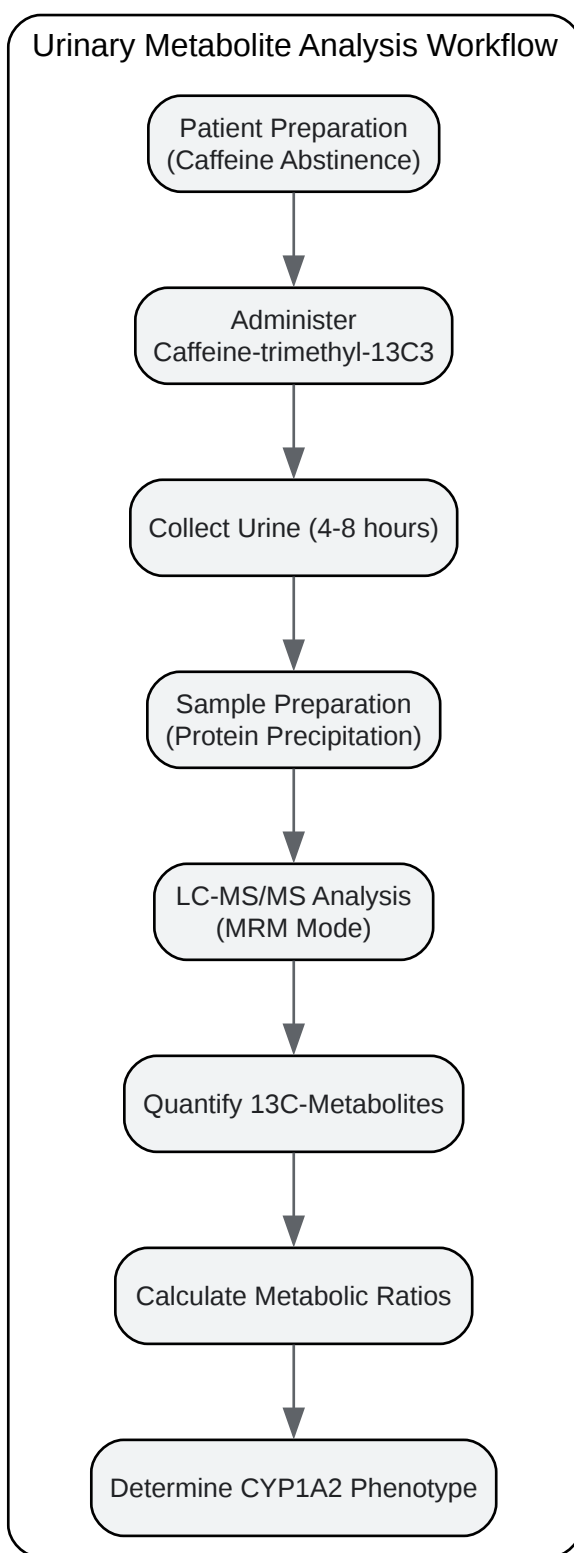 Urinary Metabolite Analysis Workflow
Patient Preparation
(Caffeine Abstinence)
Administer
Caffeine-trimethyl-13C3
Collect Urine (4-8 hours)
Sample Preparation
(Protein Precipitation)
LC-MS/MS Analysis
(MRM Mode)
Quantify 13C-Metabolites
Calculate Metabolic Ratios
Determine CYP1A2 Phenotype